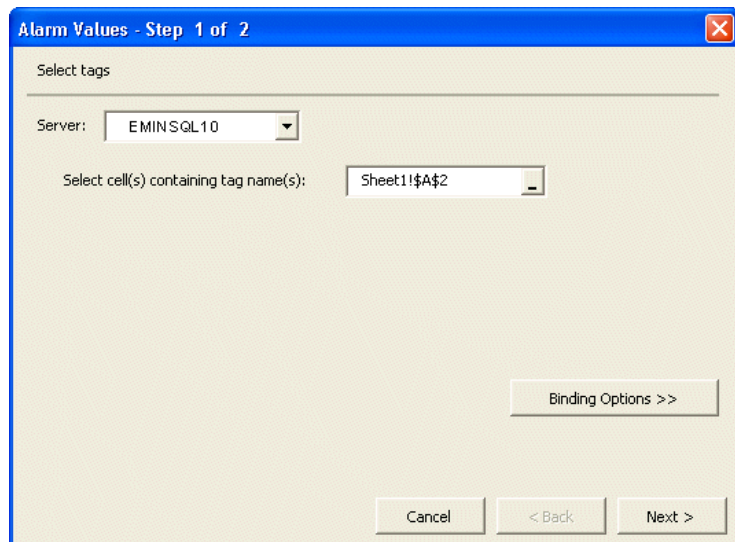 Alarm Values - Step 1 of 2
Select tags
Server: EMINSQL10
Select cell(s) containing tag name(s): Sheet1!$A$2
Binding Options >>
Cancel < Back Next >